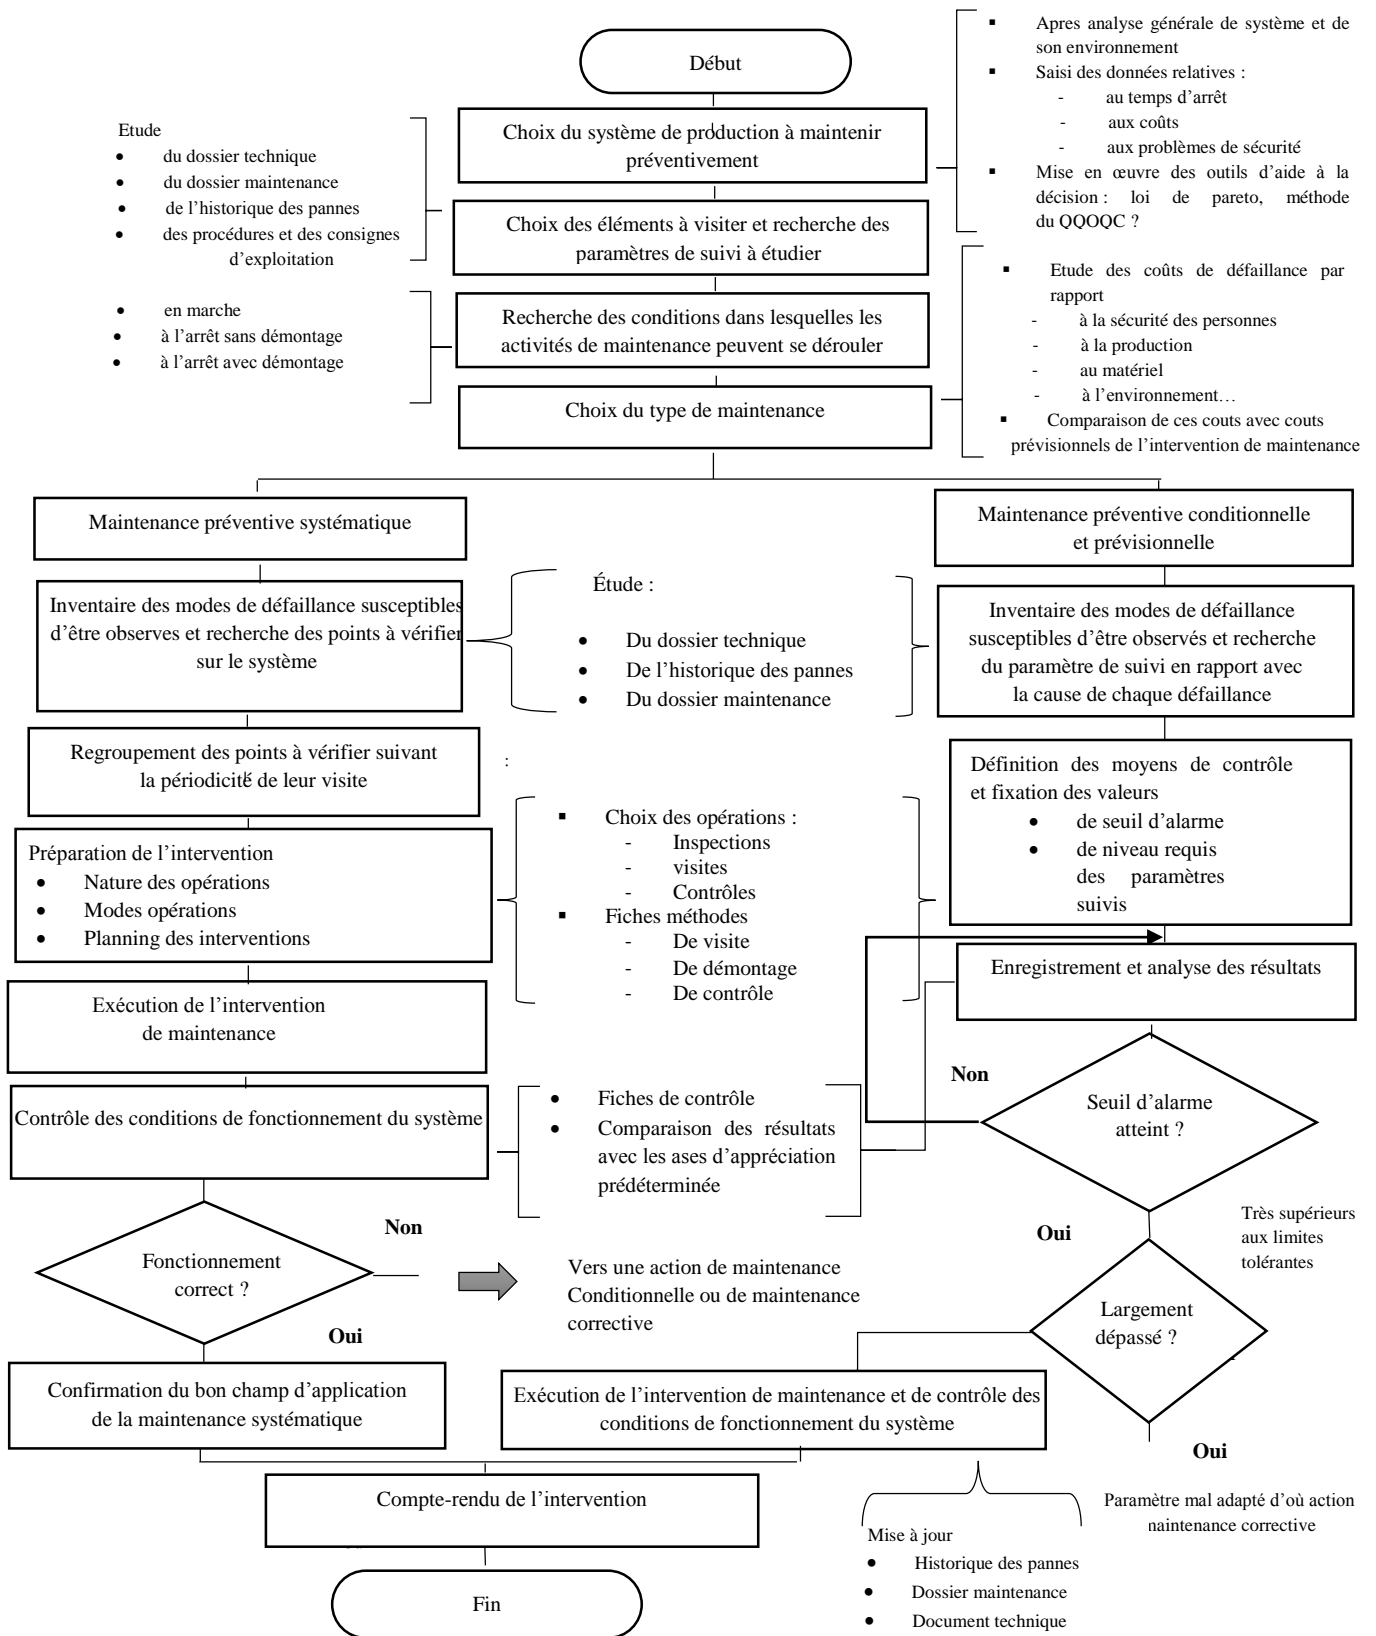 Début
▪ Apres analyse générale de système et de
son environnement
▪ Saisi des données relatives :
- au temps d’arrêt
- aux coûts
- aux problèmes de sécurité
▪ Mise en œuvre des outils d’aide à la
décision : loi de pareto, méthode
du QQOQC ?
Choix du système de production à maintenir
préventivement
Etude
• du dossier technique
• du dossier maintenance
• de l’historique des pannes
• des procédures et des consignes
d’exploitation
Choix des éléments à visiter et recherche des
paramètres de suivi à étudier
• en marche
• à l’arrêt sans démontage
• à l’arrêt avec démontage
Recherche des conditions dans lesquelles les
activités de maintenance peuvent se dérouler
▪ Etude des coûts de défaillance par
rapport
- à la sécurité des personnes
- à la production
- au matériel
- à l’environnement…
▪ Comparaison de ces couts avec couts
prévisionnels de l’intervention de maintenance
Choix du type de maintenance
Maintenance préventive systématique
Maintenance préventive conditionnelle
et prévisionnelle
Inventaire des modes de défaillance susceptibles
d’être observes et recherche des points à vérifier
sur le système
Étude :
• Du dossier technique
• De l’historique des pannes
• Du dossier maintenance
Inventaire des modes de défaillance
susceptibles d’être observés et recherche
du paramètre de suivi en rapport avec
la cause de chaque défaillance
Regroupement des points à vérifier suivant
la périodicité de leur visite
:
Définition des moyens de contrôle
et fixation des valeurs
• de seuil d’alarme
• de niveau requis
des paramètres
suivis
Préparation de l’intervention
• Nature des opérations
• Modes opérations
• Planning des interventions
▪ Choix des opérations :
- Inspections
- visites
- Contrôles
▪ Fiches méthodes
- De visite
- De démontage
- De contrôle
Enregistrement et analyse des résultats
Exécution de l’intervention
de maintenance
Non
Seuil d’alarme
atteint ?
Contrôle des conditions de fonctionnement du système
• Fiches de contrôle
• Comparaison des résultats
avec les ases d’appréciation
prédéterminée
Non
Fonctionnement
correct ?
Oui
Vers une action de maintenance
Conditionnelle ou de maintenance
corrective
Oui
Très supérieurs
aux limites
tolérantes
Largement
dépassé ?
Confirmation du bon champ d’application
de la maintenance systématique
Exécution de l’intervention de maintenance et de contrôle des
conditions de fonctionnement du système
Oui
Compte-rendu de l’intervention
Paramètre mal adapté d’où action
naintenance corrective
Mise à jour
• Historique des pannes
• Dossier maintenance
• Document technique
Fin